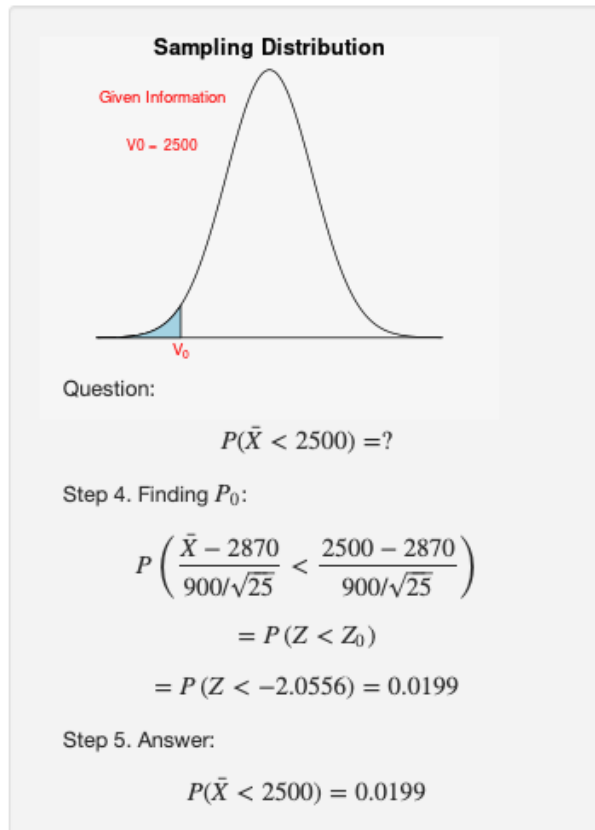 Sampling Distribution
Given Information
V0 = 2500
V₀
Question:
P(X̄ < 2500) =?
Step 4. Finding P₀:
P ( (X̄ − 2870)/(900/√25) < (2500 − 2870)/(900/√25) )
= P (Z < Z₀)
= P (Z < −2.0556) = 0.0199
Step 5. Answer:
P(X̄ < 2500) = 0.0199